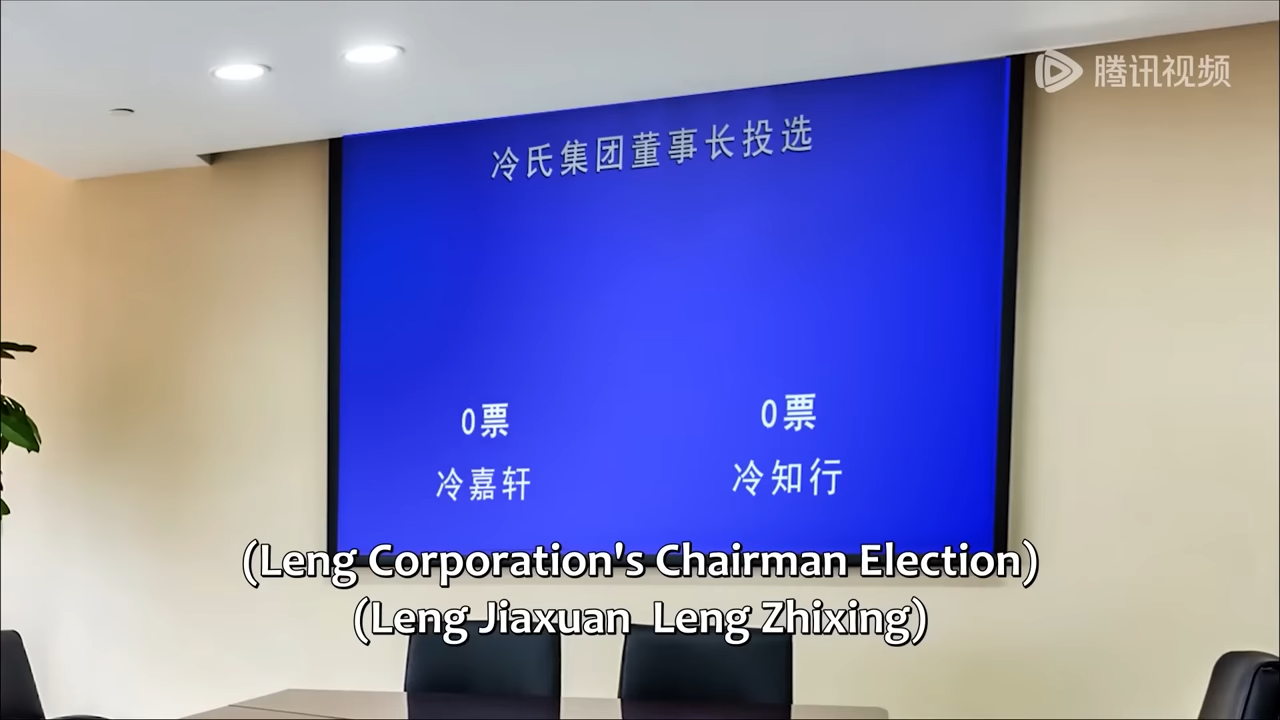 腾讯视频
冷氏集团董事长投选
0票 0票
冷嘉轩 冷知行
(Leng Corporation's Chairman Election)
(Leng Jiaxuan Leng Zhixing)